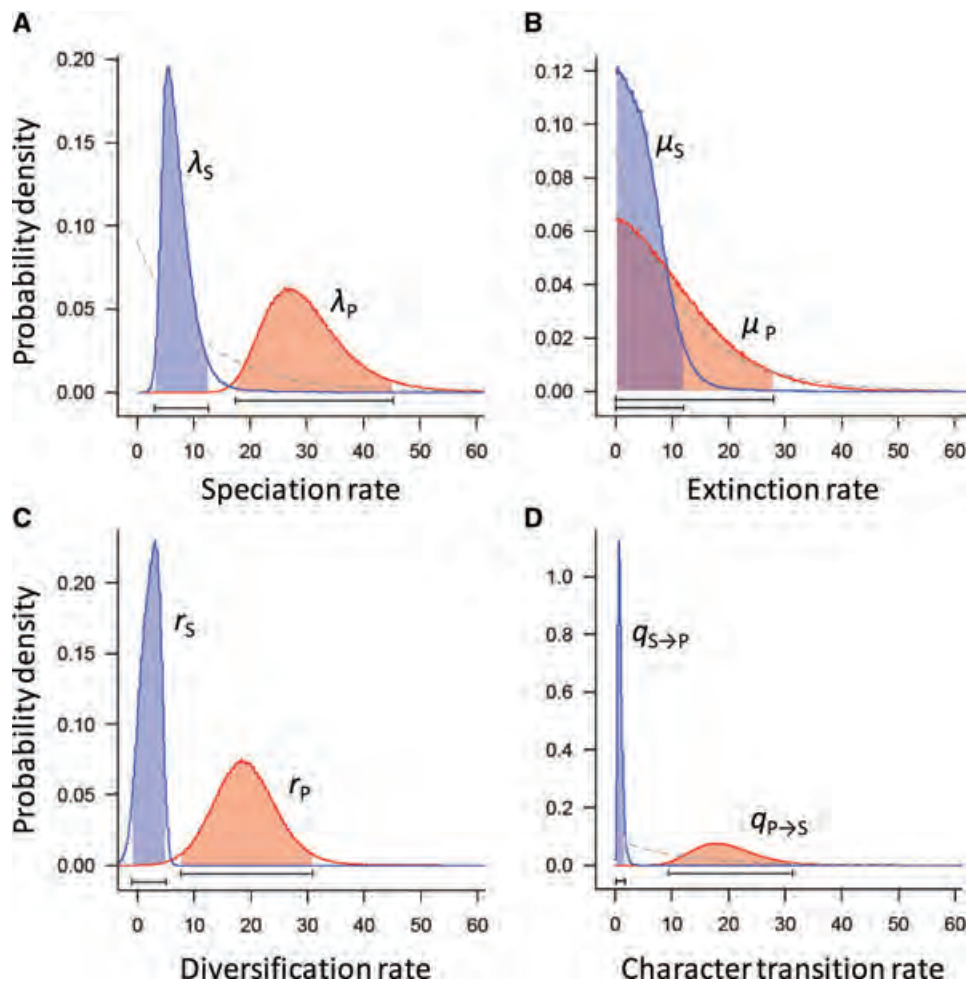 A
Probability density
0.20
0.15
0.10
0.05
0.00
λS
λP
0 10 20 30 40 50 60
Speciation rate
B
0.12
0.10
0.08
0.06
0.04
0.02
0.00
μS
μP
0 10 20 30 40 50 60
Extinction rate
C
Probability density
0.20
0.15
0.10
0.05
0.00
rS
rP
0 10 20 30 40 50 60
Diversification rate
D
1.0
0.8
0.6
0.4
0.2
0.0
qS→P
qP→S
0 10 20 30 40 50 60
Character transition rate